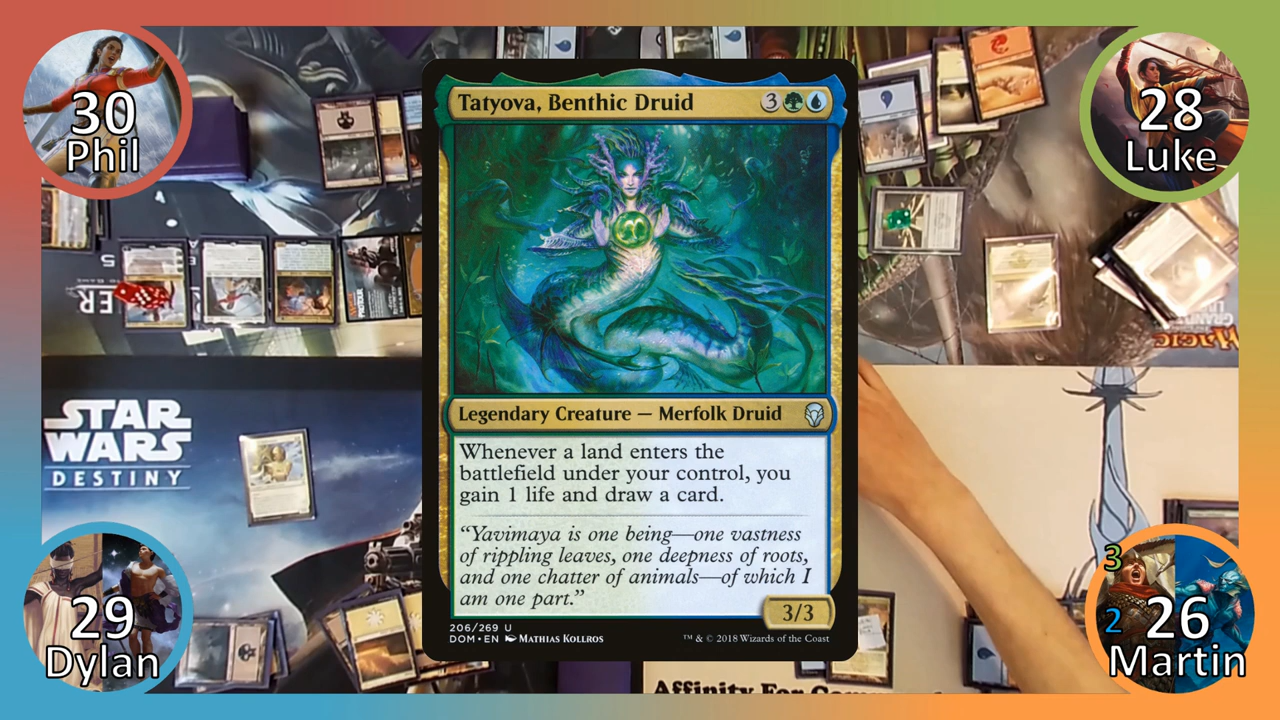 30
Phil
28
Luke
Tatyova, Benthic Druid
3
Legendary Creature — Merfolk Druid
Whenever a land enters the
battlefield under your control, you
gain 1 life and draw a card.
“Yavimaya is one being—one vastness
of rippling leaves, one deepness of roots,
and one chatter of animals—of which I
am one part.”
3/3
206/269 U
DOM • EN Mathias Kollros
™ & © 2018 Wizards of the Coast
STAR
WARS
DESTINY
29
Dylan
3
2
26
Martin
Affinity For
MAGIC